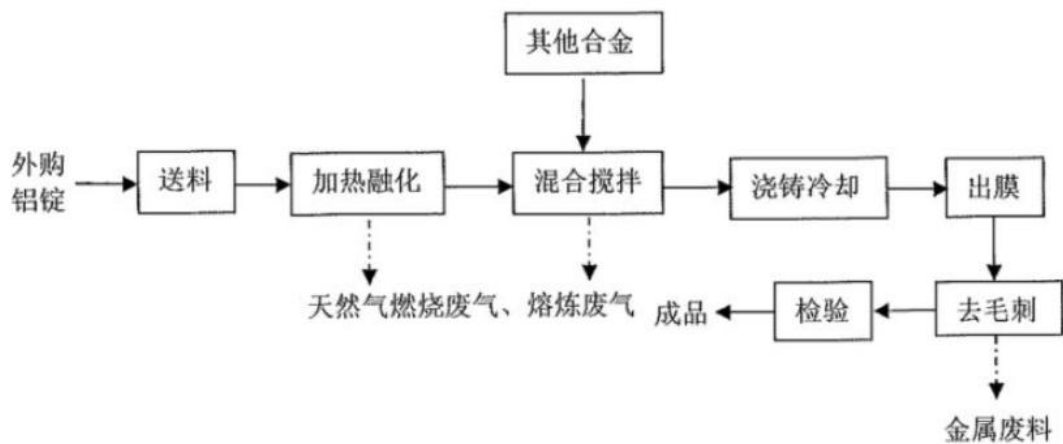 其他合金
外购
铝锭
送料
加热融化
混合搅拌
浇铸冷却
出膜
天然气燃烧废气、熔炼废气
成品
检验
去毛刺
金属废料